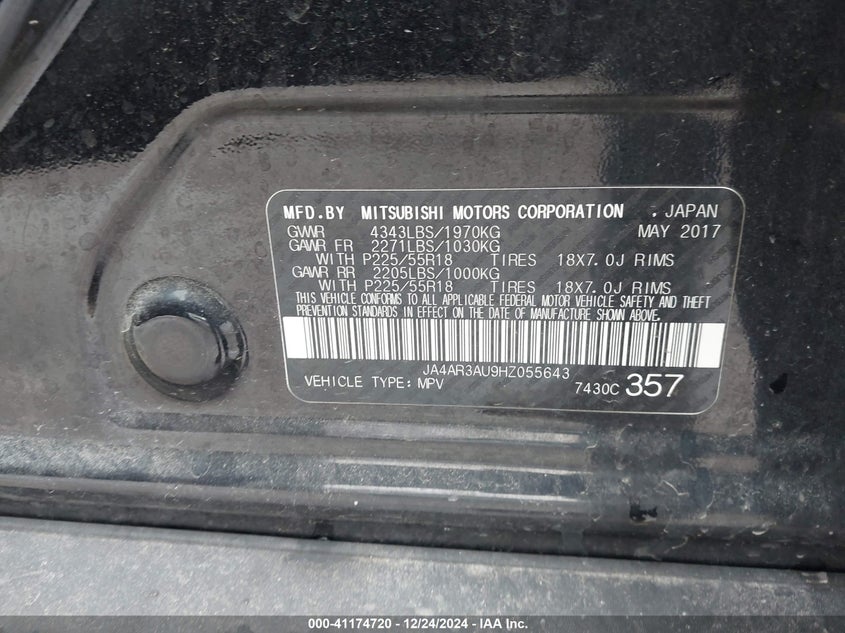 MFD.BY MITSUBISHI MOTORS CORPORATION . JAPAN
GVWR 4343LBS/1970KG MAY 2017
GAWR FR 2271LBS/1030KG
WITH P225/55R18 TIRES 18X7.0J RIMS
GAWR RR 2205LBS/1000KG
WITH P225/55R18 TIRES 18X7.0J RIMS
THIS VEHICLE CONFORMS TO ALL APPLICABLE FEDERAL MOTOR VEHICLE SAFETY AND THEFT
PREVENTION STANDARDS IN EFFECT ON THE DATE OF MANUFACTURE SHOWN ABOVE.
JA4AR3AU9HZ055643
VEHICLE TYPE: MPV 7430C 357
000-41174720 - 12/24/2024 - IAAI.com